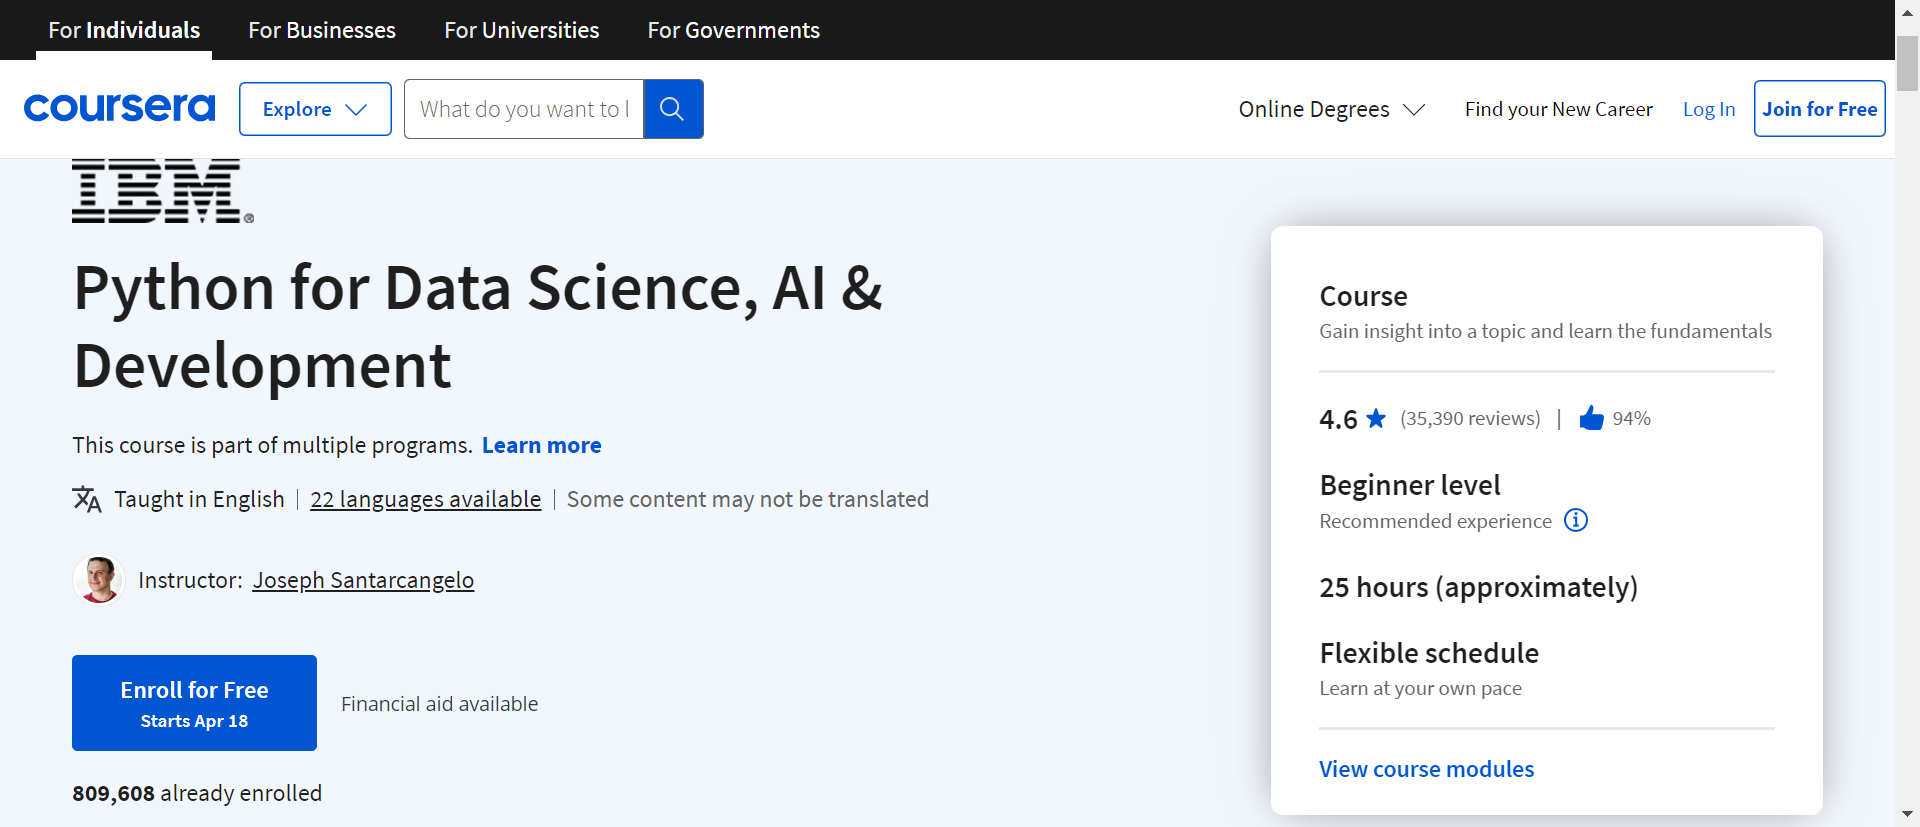 For Individuals
For Businesses
For Universities
For Governments
coursera
Explore
What do you want to l
Online Degrees
Find your New Career
Log In
Join for Free
IBM®
Python for Data Science, AI &
Development
This course is part of multiple programs. Learn more
Taught in English | 22 languages available | Some content may not be translated
Instructor: Joseph Santarcangelo
Enroll for Free
Starts Apr 18
Financial aid available
809,608 already enrolled
Course
Gain insight into a topic and learn the fundamentals
4.6 (35,390 reviews) | 94%
Beginner level
Recommended experience
25 hours (approximately)
Flexible schedule
Learn at your own pace
View course modules